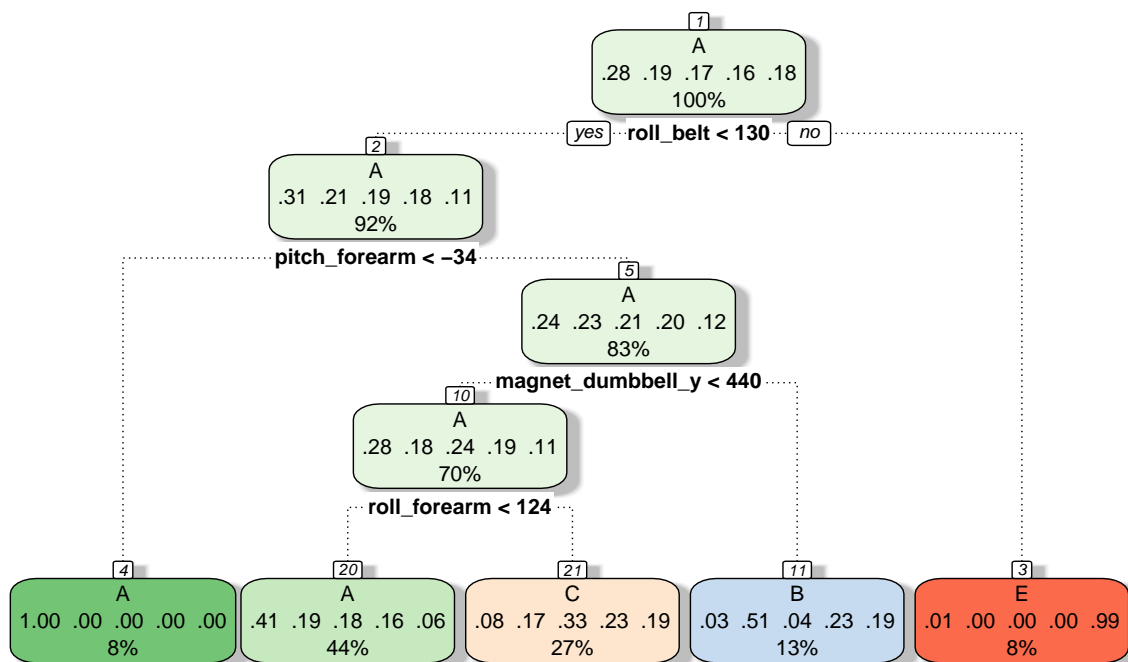 1
A
.28 .19 .17 .16 .18
100%
yes roll_belt < 130 no
2
A
.31 .21 .19 .18 .11
92%
pitch_forearm < −34
5
A
.24 .23 .21 .20 .12
83%
magnet_dumbbell_y < 440
10
A
.28 .18 .24 .19 .11
70%
roll_forearm < 124
4
A
1.00 .00 .00 .00 .00
8%
20
A
.41 .19 .18 .16 .06
44%
21
C
.08 .17 .33 .23 .19
27%
11
B
.03 .51 .04 .23 .19
13%
3
E
.01 .00 .00 .00 .99
8%